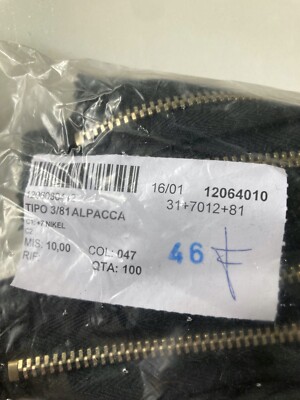 16/01 12064010
TIPO 3/81 ALPACCA 31+7012+81
NIKEL
MIS: 10,00 COL: 047
RIF:
QTA: 100
46 F